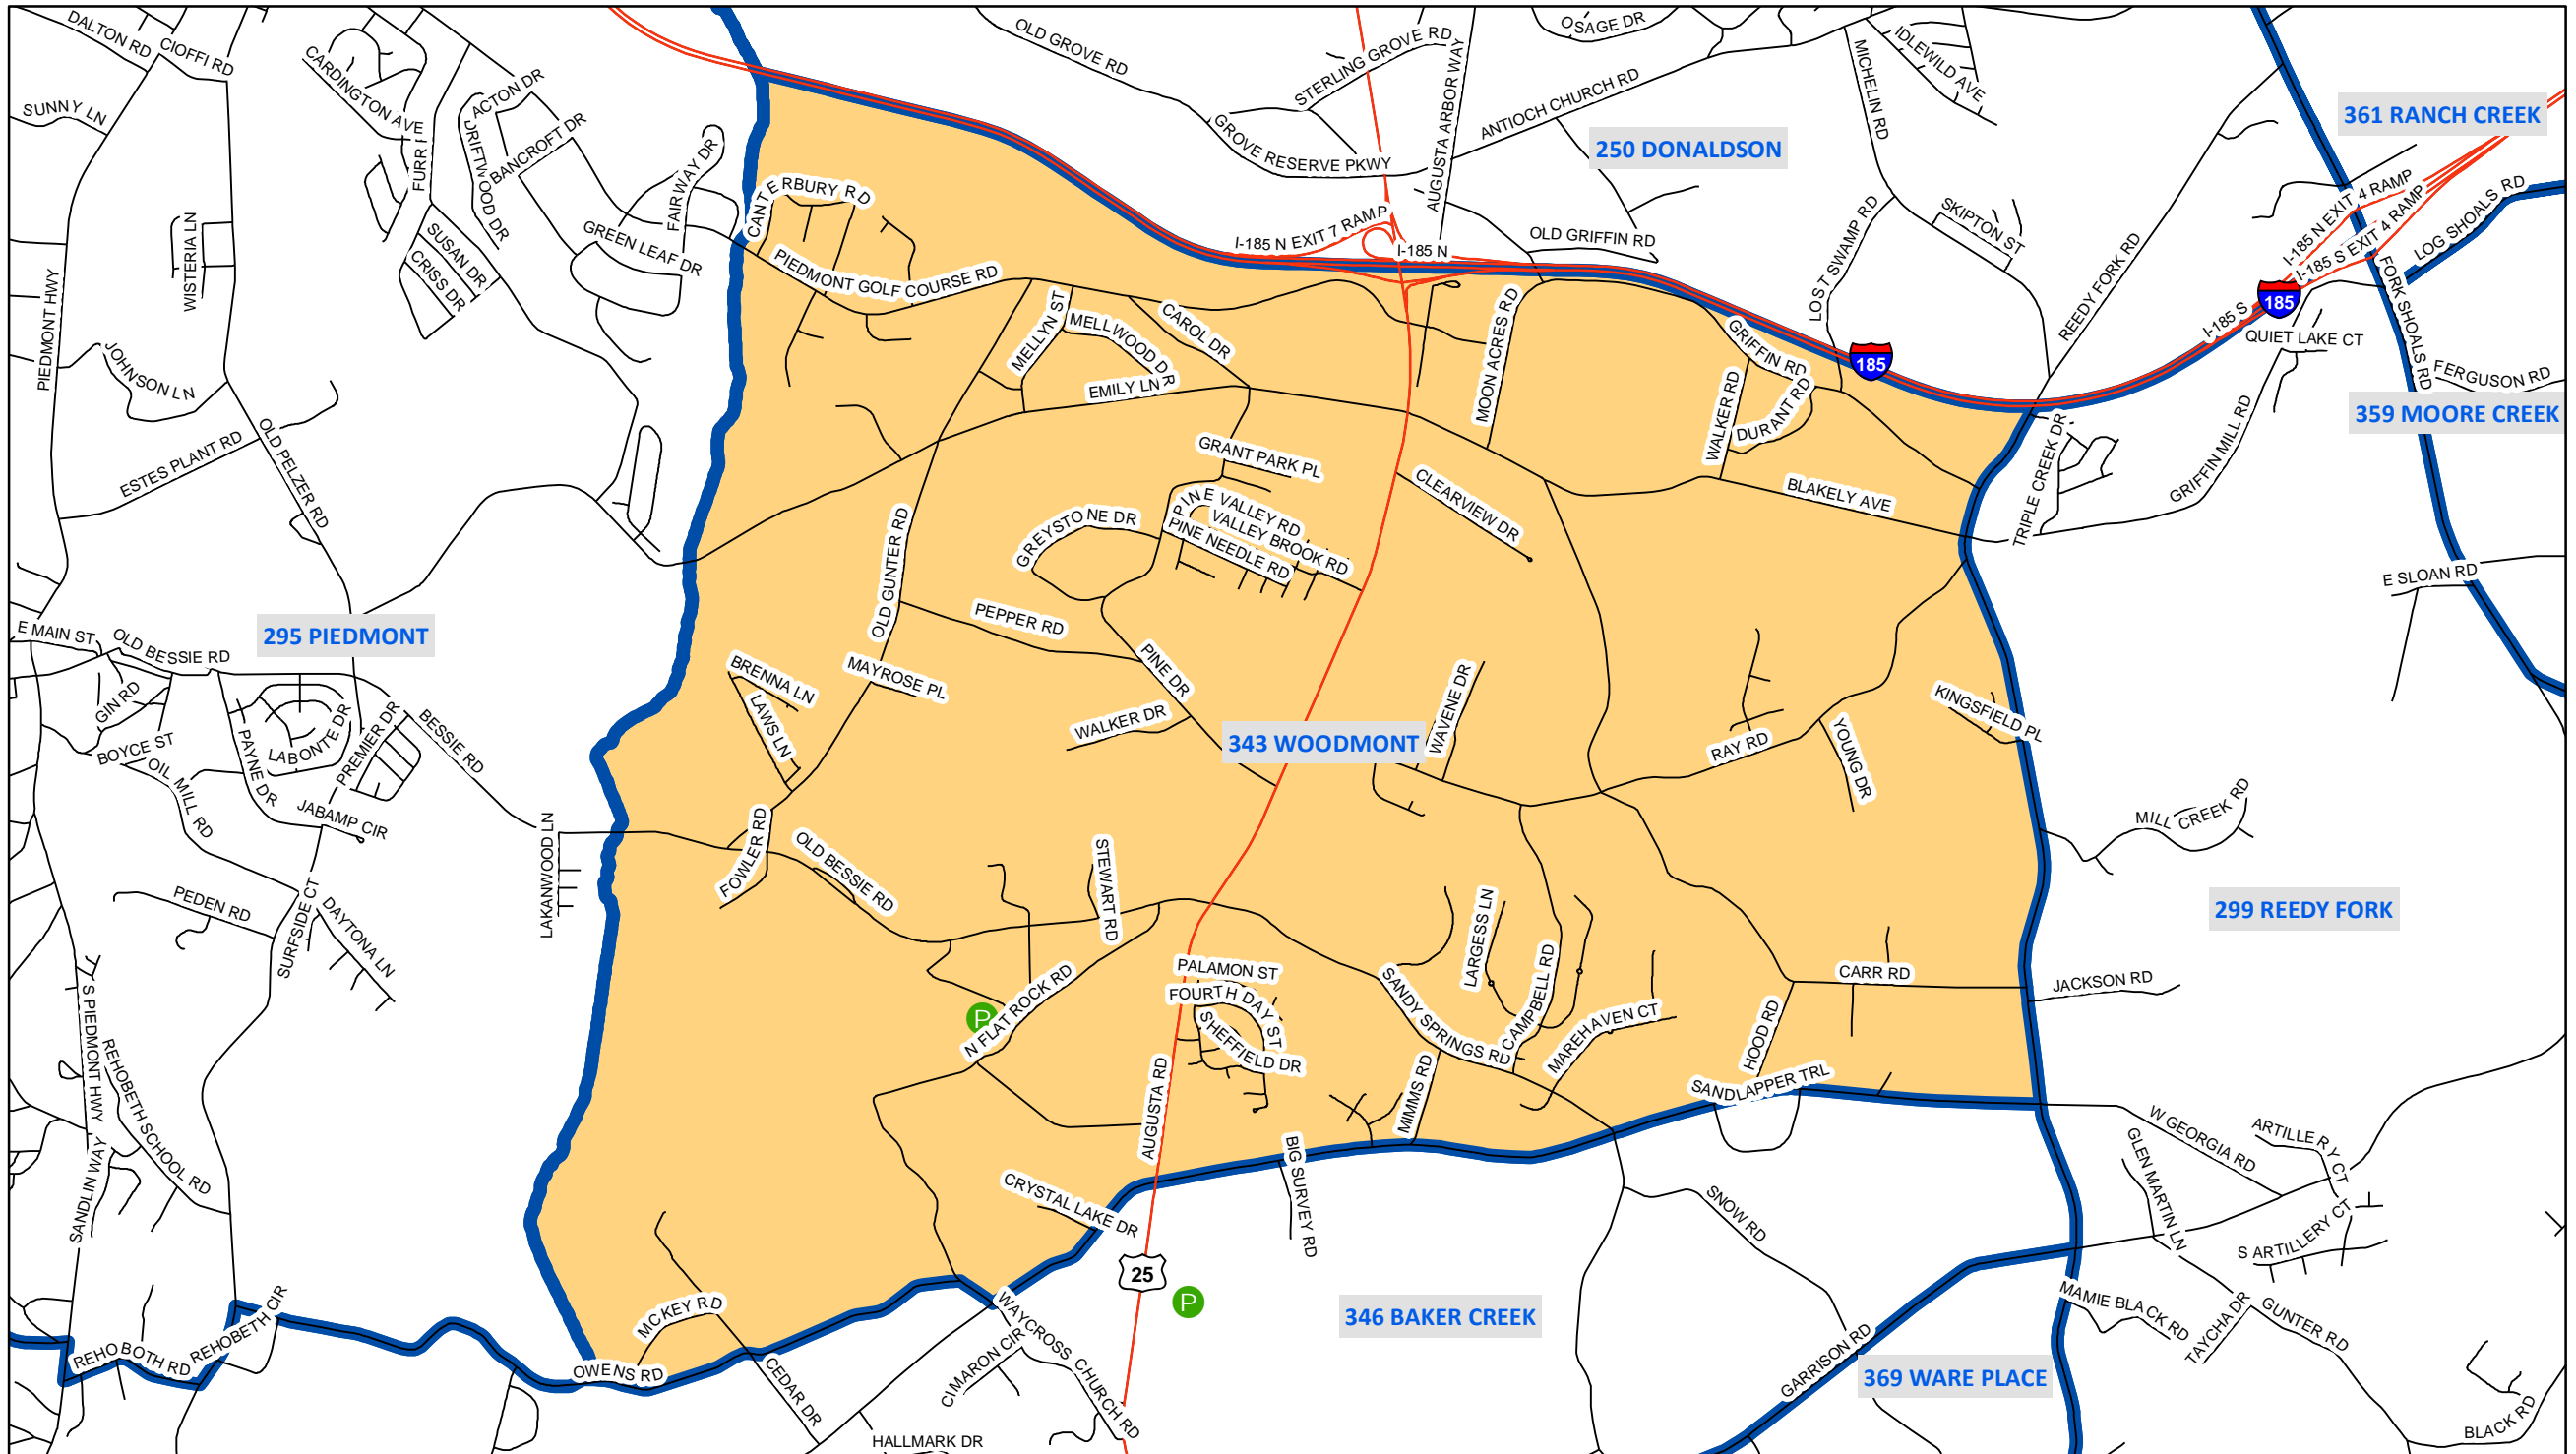 DALTON RD
CIOFFI RD
CARDINGTON AVE
SUNNY LN
ACTON DR
DRIFTWOOD DR
BANCROFT DR
FURR
FAIRWAY DR
GREEN LEAF DR
WISTERIA LN
SUSAN DR
CRISS DR
PIEDMONT HWY
JOHNSON LN
ESTES PLANT RD
OLD PELZER RD
OLD GROVE RD
STERLING GROVE RD
GROVE RESERVE PKWY
AUGUSTA ARBOR WAY
ANTIOCH CHURCH RD
OSAGE DR
MICHELIN RD
IDLEWILD AVE
250 DONALDSON
361 RANCH CREEK
I-185 N EXIT 4 RAMP
I-185 S EXIT 4 RAMP
LOG SHOALS RD
FORK SHOALS RD
SKIPTON ST
LOST SWAMP RD
REEDY FORK RD
OLD GRIFFIN RD
I-185 N EXIT 7 RAMP
I-185 N
I-185 S
185
185
QUIET LAKE CT
FERGUSON RD
359 MOORE CREEK
GRIFFIN MILL RD
TRIPLE CREEK DR
E SLOAN RD
CANTERBURY RD
PIEDMONT GOLF COURSE RD
MELLYN ST
MELLWOOD DR
CAROL DR
EMILY LN
MOON ACRES RD
GRIFFIN RD
WALKER RD
DURANT RD
BLAKELY AVE
GRANT PARK PL
CLEARVIEW DR
PINE VALLEY RD
VALLEY BROOK RD
PINE NEEDLE RD
GREYSTONE DR
OLD GUNTER RD
PEPPER RD
PINE DR
MAYROSE PL
BRENNA LN
LAWS LN
WALKER DR
343 WOODMONT
WAVENE DR
RAY RD
YOUNG DR
KINGSFIELD PL
295 PIEDMONT
E MAIN ST
OLD BESSIE RD
GIN RD
BOYCE ST
OIL MILL RD
PAYNE DR
LABONTE DR
PREMIER DR
BESSIE RD
JABAMP CIR
LAKANWOOD LN
PEDEN RD
SURFSIDE CT
DAYTONA LN
S PIEDMONT HWY
REHOBETH SCHOOL RD
SANDLIN WAY
REHOBOTH RD
REHOBETH CIR
FOWLER RD
OLD BESSIE RD
STEWART RD
N FLAT ROCK RD
P
PALAMON ST
FOURTH DAY ST
SHEFFIELD DR
AUGUSTA RD
SANDY SPRINGS RD
LARGESS LN
CAMPBELL RD
MAREHAVEN CT
MIMMS RD
HOOD RD
CARR RD
JACKSON RD
SANDLAPPER TRL
MILL CREEK RD
299 REEDY FORK
W GEORGIA RD
ARTILLERY CT
GLEN MARTIN LN
S ARTILLERY CT
MAMIE BLACK RD
TAYCHA DR
GUNTER RD
BLACK RD
CRYSTAL LAKE DR
BIG SURVEY RD
SNOW RD
25
P
346 BAKER CREEK
369 WARE PLACE
GARRISON RD
MCKEY RD
OWENS RD
CEDAR DR
WAYCROSS CHURCH RD
CIMARON CIR
HALLMARK DR